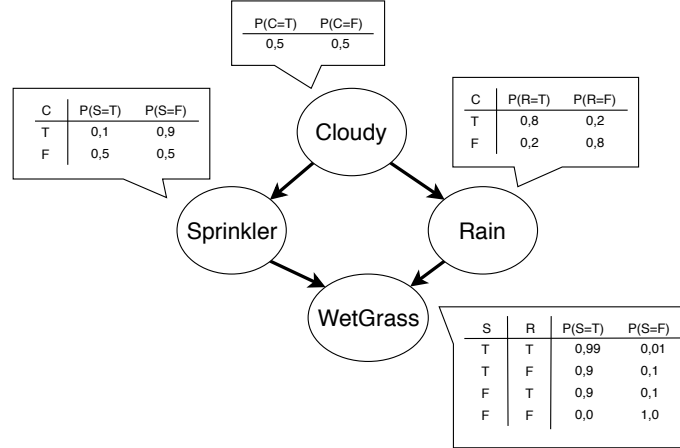 P(C=T) P(C=F)
0,5 0,5
C P(S=T) P(S=F)
T 0,1 0,9
F 0,5 0,5
C P(R=T) P(R=F)
T 0,8 0,2
F 0,2 0,8
Cloudy
Sprinkler
Rain
WetGrass
S R P(S=T) P(S=F)
T T 0,99 0,01
T F 0,9 0,1
F T 0,9 0,1
F F 0,0 1,0